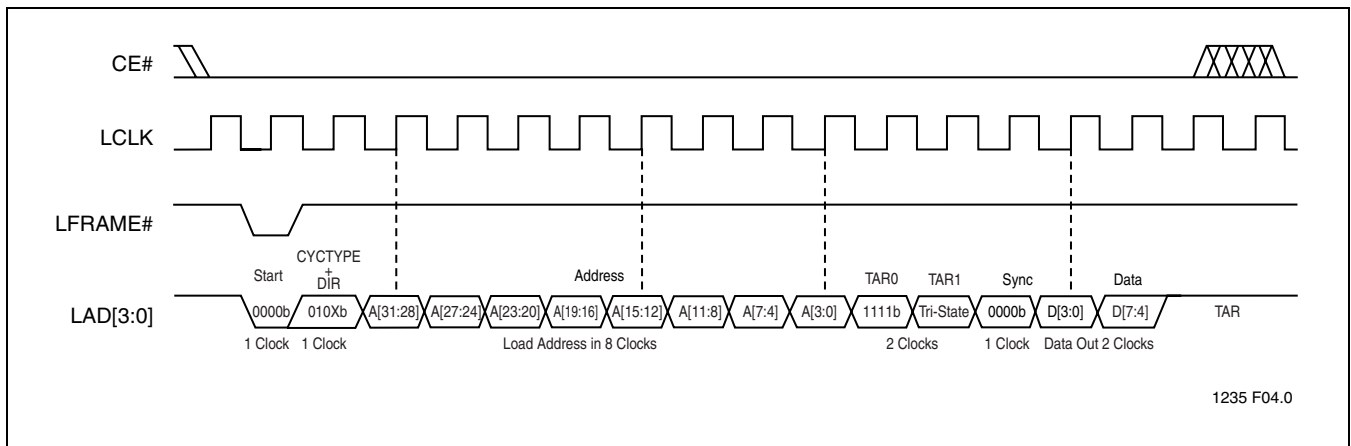 CE#
LCLK
LFRAME#
Start
CYCTYPE
+
DIR
Address
TAR0
TAR1
Sync
Data
LAD[3:0]
0000b
010Xb
A[31:28]
A[27:24]
A[23:20]
A[19:16]
A[15:12]
A[11:8]
A[7:4]
A[3:0]
1111b
Tri-State
0000b
D[3:0]
D[7:4]
TAR
1 Clock
1 Clock
Load Address in 8 Clocks
2 Clocks
1 Clock
Data Out 2 Clocks
1235 F04.0